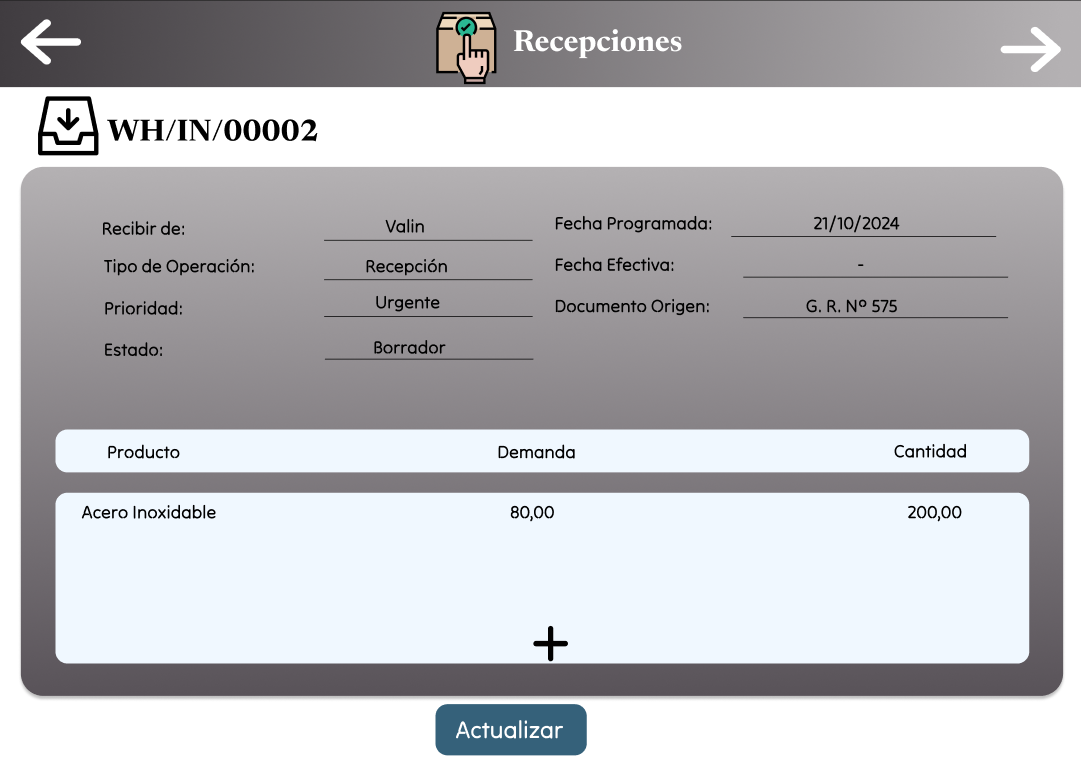 Recepciones
WH/IN/00002
Recibir de: Valin Fecha Programada: 21/10/2024
Tipo de Operación: Recepción Fecha Efectiva: -
Prioridad: Urgente Documento Origen: G. R. Nº 575
Estado: Borrador
Producto Demanda Cantidad
Acero Inoxidable 80,00 200,00
Actualizar